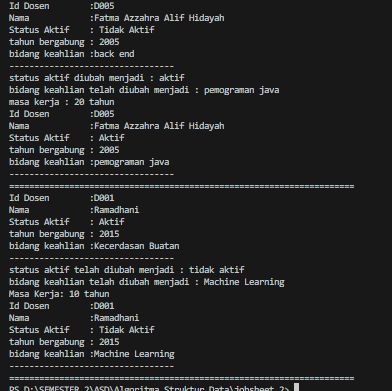 Id Dosen :D005
Nama :Fatma Azzahra Alif Hidayah
Status Aktif : Tidak Aktif
tahun bergabung : 2005
bidang keahlian :back end
---------------------------------
status aktif diubah menjadi : aktif
bidang keahlian telah diubah menjadi : pemograman java
masa kerja : 20 tahun
Id Dosen :D005
Nama :Fatma Azzahra Alif Hidayah
Status Aktif : Aktif
tahun bergabung : 2005
bidang keahlian :pemograman java
---------------------------------
=====================================================================
Id Dosen :D001
Nama :Ramadhani
Status Aktif : Aktif
tahun bergabung : 2015
bidang keahlian :Kecerdasan Buatan
---------------------------------
status aktif telah diubah menjadi : tidak aktif
bidang keahlian telah diubah menjadi : Machine Learning
Masa Kerja: 10 tahun
Id Dosen :D001
Nama :Ramadhani
Status Aktif : Tidak Aktif
tahun bergabung : 2015
bidang keahlian :Machine Learning
---------------------------------
=====================================================================
PS D:\SEMESTER 2\ASD\Algoritma Struktur Data\jobsheet 2>